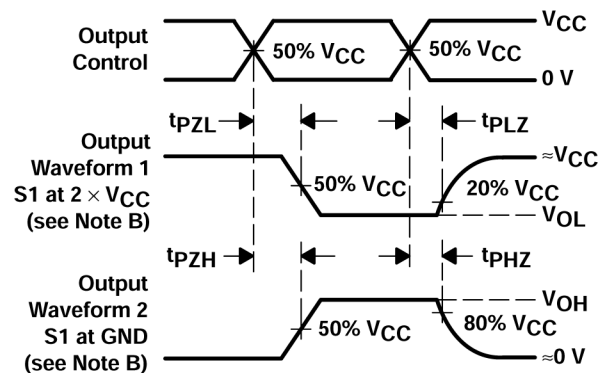 Output
Control
50% VCC
50% VCC
VCC
0 V
tPZL
tPLZ
Output
Waveform 1
S1 at 2 × VCC
(see Note B)
50% VCC
≈VCC
20% VCC
VOL
tPZH
tPHZ
Output
Waveform 2
S1 at GND
(see Note B)
50% VCC
VOH
80% VCC
≈0 V